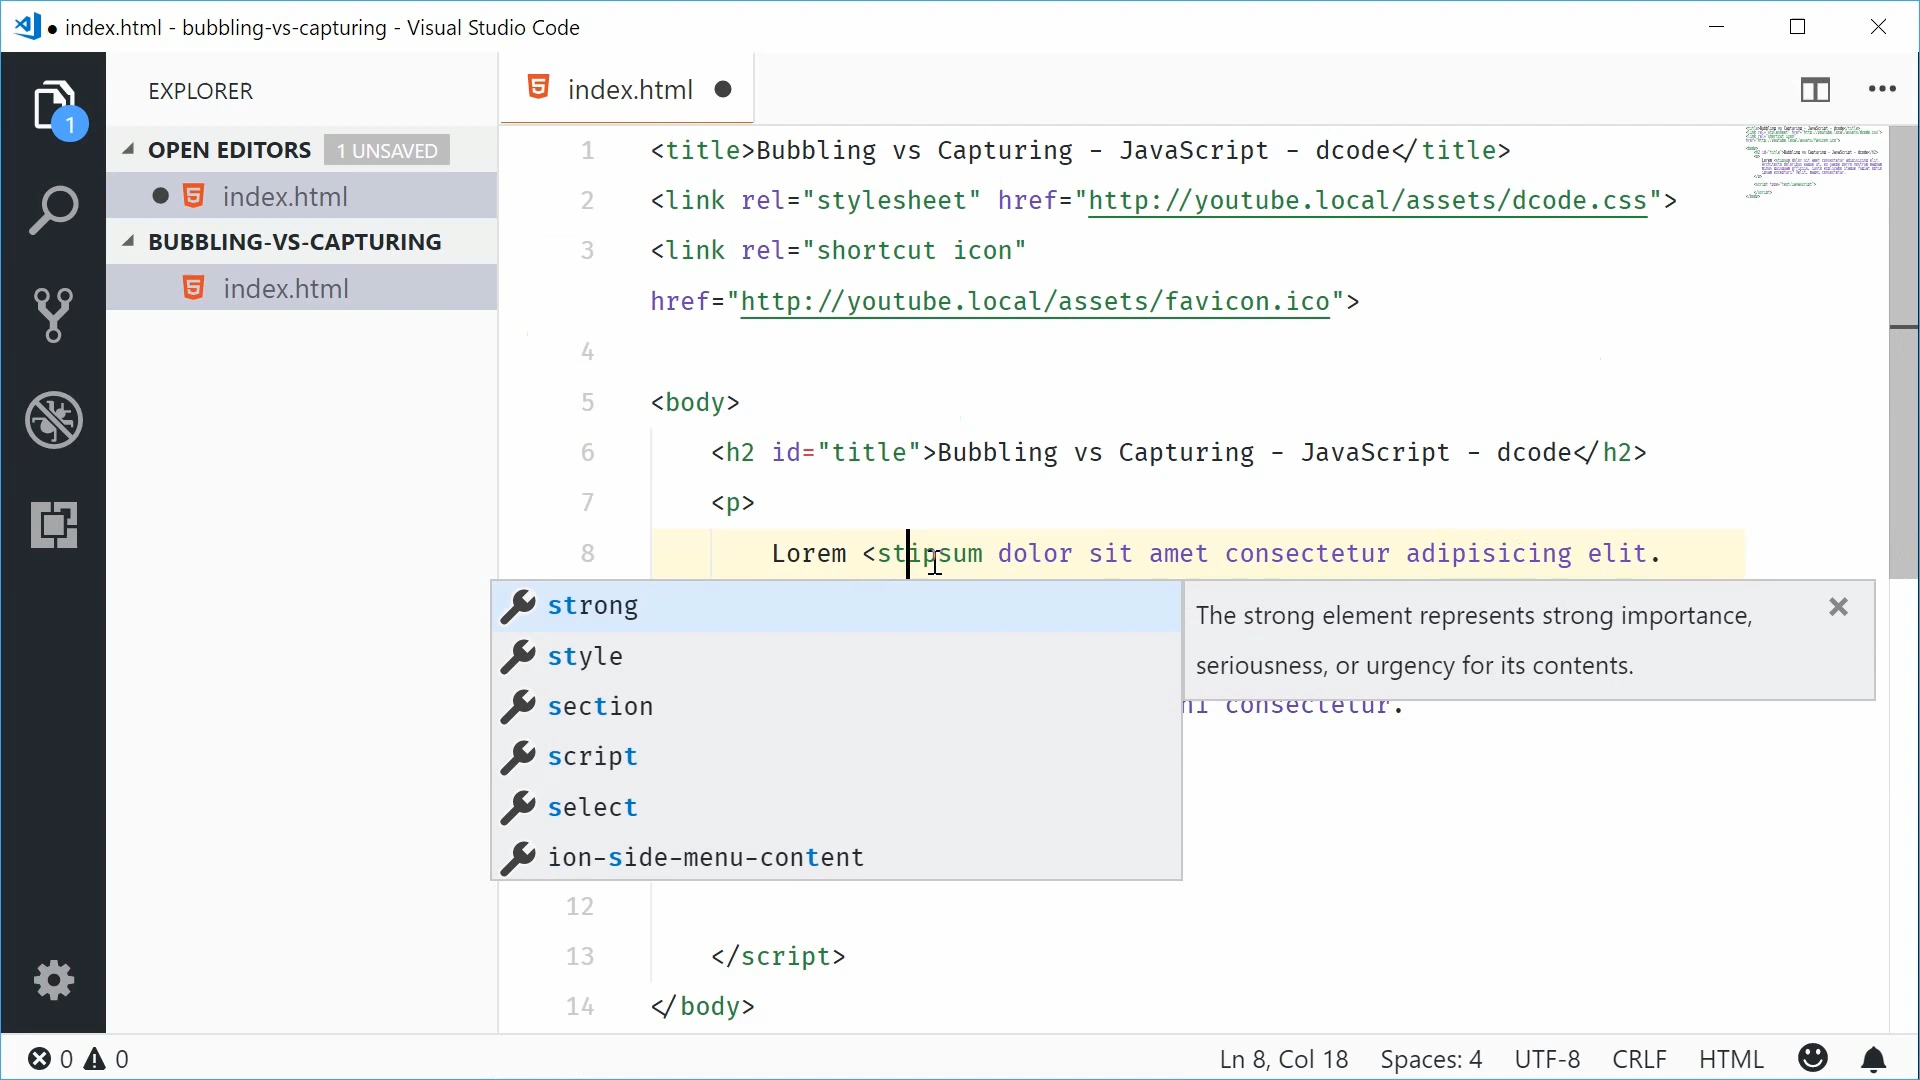 index.html - bubbling-vs-capturing - Visual Studio Code
EXPLORER
OPEN EDITORS 1 UNSAVED
index.html
BUBBLING-VS-CAPTURING
index.html
1
index.html
1 <title>Bubbling vs Capturing - JavaScript - dcode</title>
2 <link rel="stylesheet" href="http://youtube.local/assets/dcode.css">
3 <link rel="shortcut icon"
href="http://youtube.local/assets/favicon.ico">
4
5 <body>
6 <h2 id="title">Bubbling vs Capturing - JavaScript - dcode</h2>
7 <p>
8 Lorem <stipsum dolor sit amet consectetur adipisicing elit.
strong
style
section
script
select
ion-side-menu-content
The strong element represents strong importance,
seriousness, or urgency for its contents.
consectetur.
12
13 </script>
14 </body>
0 0
Ln 8, Col 18 Spaces: 4 UTF-8 CRLF HTML